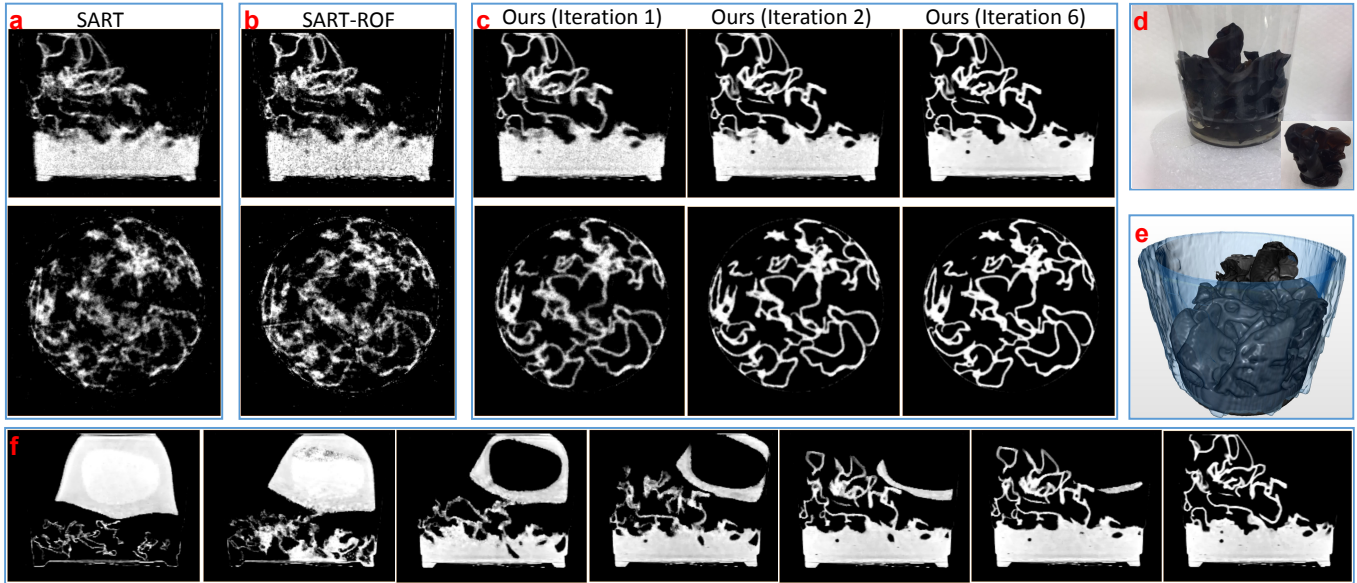 a SART
b SART-ROF
c Ours (Iteration 1) Ours (Iteration 2) Ours (Iteration 6)
d
e
f